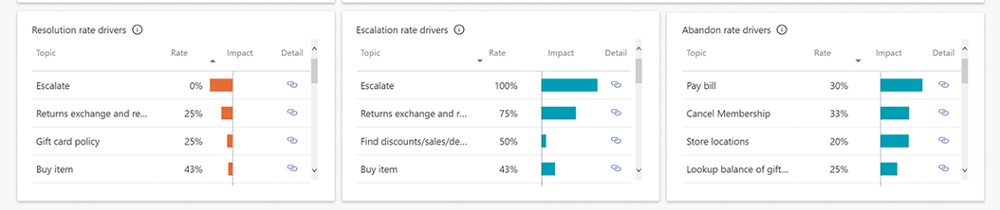 Resolution rate drivers
Topic Rate Impact Detail
Escalate 0%
Returns exchange and re... 25%
Gift card policy 25%
Buy item 43%
Escalation rate drivers
Topic Rate Impact Detail
Escalate 100%
Returns exchange and r... 75%
Find discounts/sales/de... 50%
Buy item 43%
Abandon rate drivers
Topic Rate Impact Detail
Pay bill 30%
Cancel Membership 33%
Store locations 20%
Lookup balance of gift... 25%